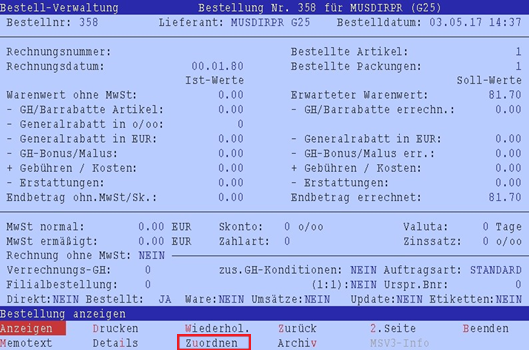 Bestell-Verwaltung Bestellung Nr. 358 für MUSDIRPR (G25)
Bestellnr: 358 Lieferant: MUSDIRPR G25 Bestelldatum: 03.05.17 14:37
Rechnungsnummer: Bestellte Artikel: 1
Rechnungsdatum: 00.01.80 Bestellte Packungen: 1
Ist-Werte Soll-Werte
Warenwert ohne MwSt: 0.00 Erwarteter Warenwert: 81.70
- GH/Barrabatte Artikel: 0.00 - GH/Barrabatte errechn.: 0.00
- Generalrabatt in o/oo: 0
- Generalrabatt in EUR: 0.00 - Generalrabatt in EUR: 0.00
- GH-Bonus/Malus: 0.00 - GH-Bonus/Malus err.: 0.00
+ Gebühren / Kosten: 0.00 + Gebühren / Kosten: 0.00
- Erstattungen: 0.00 - Erstattungen: 0.00
Endbetrag ohn.MwSt/Sk.: 0.00 Endbetrag errechnet: 81.70
MwSt normal: 0.00 EUR Skonto: 0 o/oo Valuta: 0 Tage
MwSt ermäßigt: 0.00 EUR Zahlart: 0 Zinssatz: 0 o/oo
Rechnung ohne MwSt: NEIN
Verrechnungs-GH: 0 zus.GH-Konditionen: NEIN Auftragsart: STANDARD
Filialbestellung: 0 (1:1): NEIN Urspr.Bnr: 0
Direkt:NEIN Bestellt: JA Ware:NEIN Umsätze:NEIN Update:NEIN Etiketten:NEIN
Bestellung anzeigen
Anzeigen Drucken Wiederhol. Zurück 2.Seite Beenden
Memotext Details Zuordnen Archiv MSV3-Info